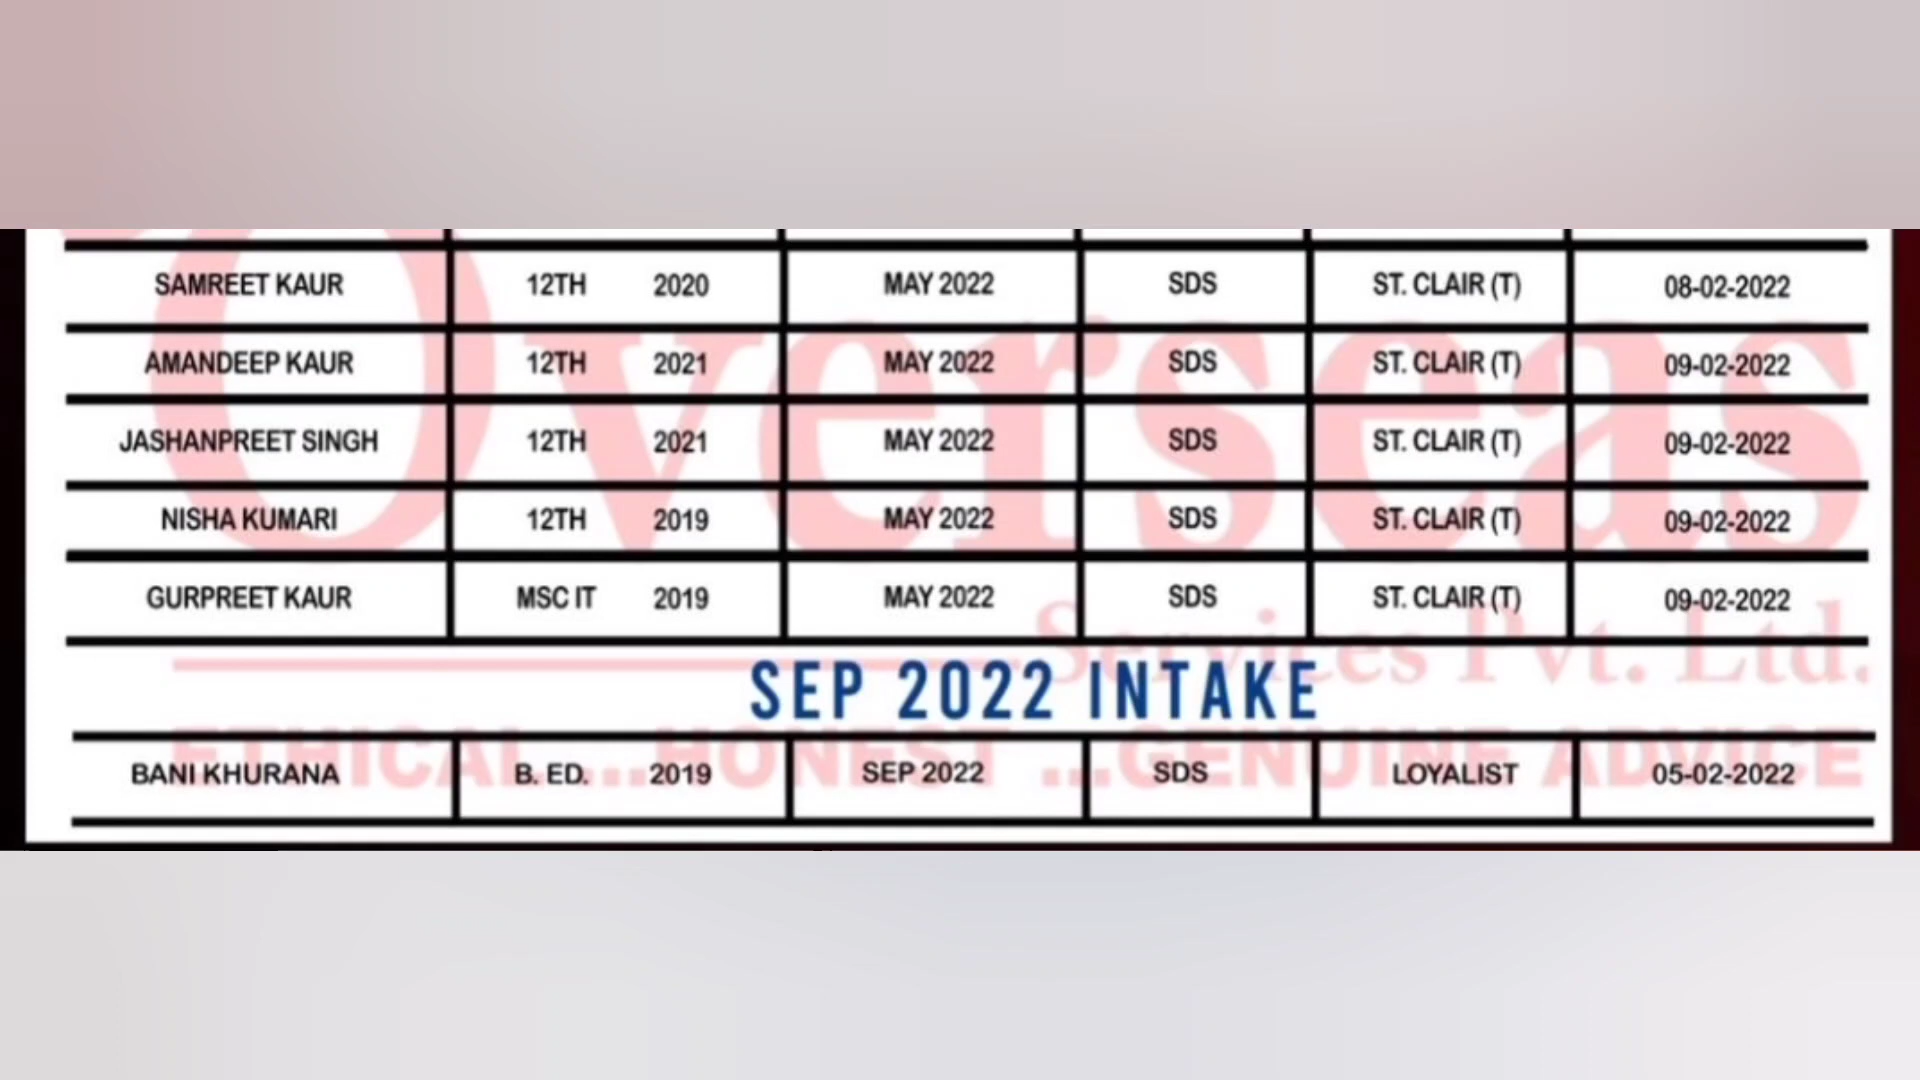 SAMREET KAUR 12TH 2020 MAY 2022 SDS ST. CLAIR (T) 08-02-2022
AMANDEEP KAUR 12TH 2021 MAY 2022 SDS ST. CLAIR (T) 09-02-2022
JASHANPREET SINGH 12TH 2021 MAY 2022 SDS ST. CLAIR (T) 09-02-2022
NISHA KUMARI 12TH 2019 MAY 2022 SDS ST. CLAIR (T) 09-02-2022
GURPREET KAUR MSC IT 2019 MAY 2022 SDS ST. CLAIR (T) 09-02-2022
SEP 2022 INTAKE
BANI KHURANA B. ED. 2019 SEP 2022 SDS LOYALIST 05-02-2022
Overseas
Services Pvt. Ltd.
ETHICAL ... HONEST ...GENUINE ADVICE